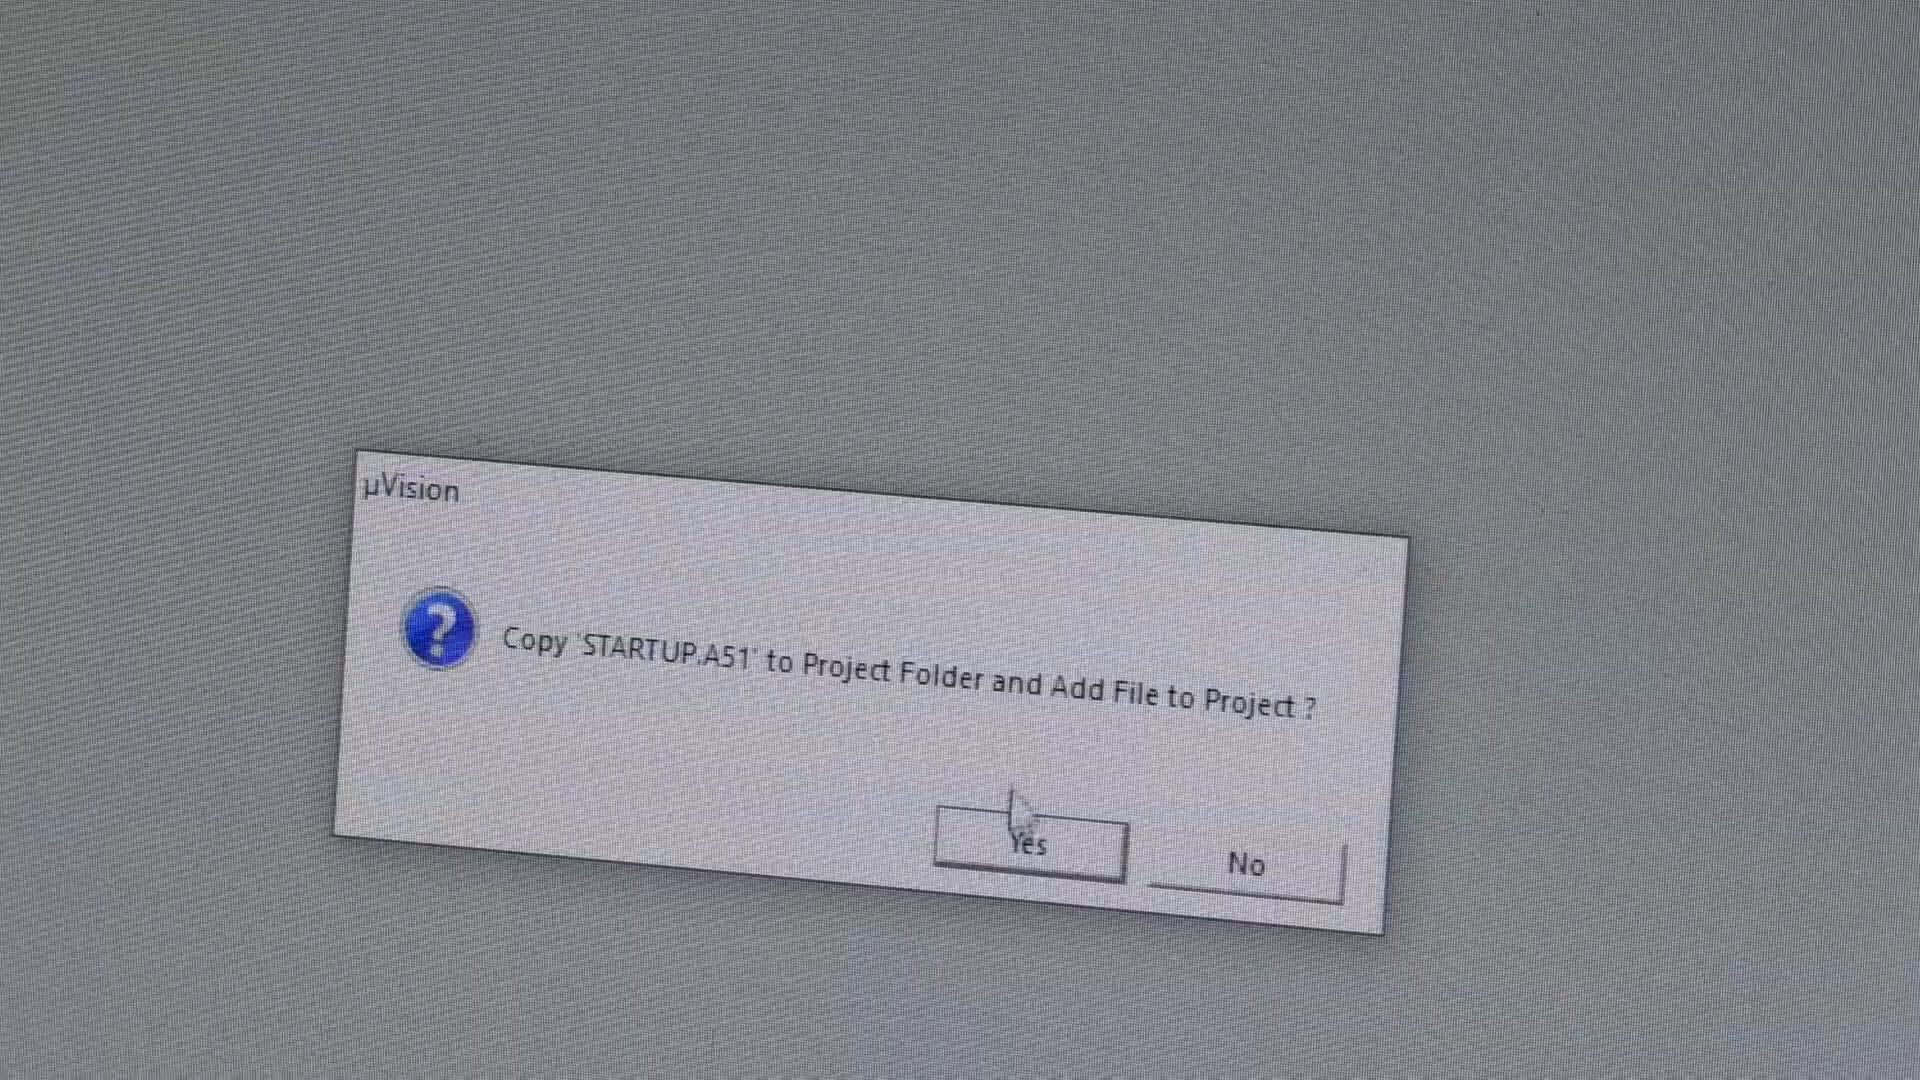 µVision
Copy 'STARTUP.A51' to Project Folder and Add File to Project ?
Yes
No